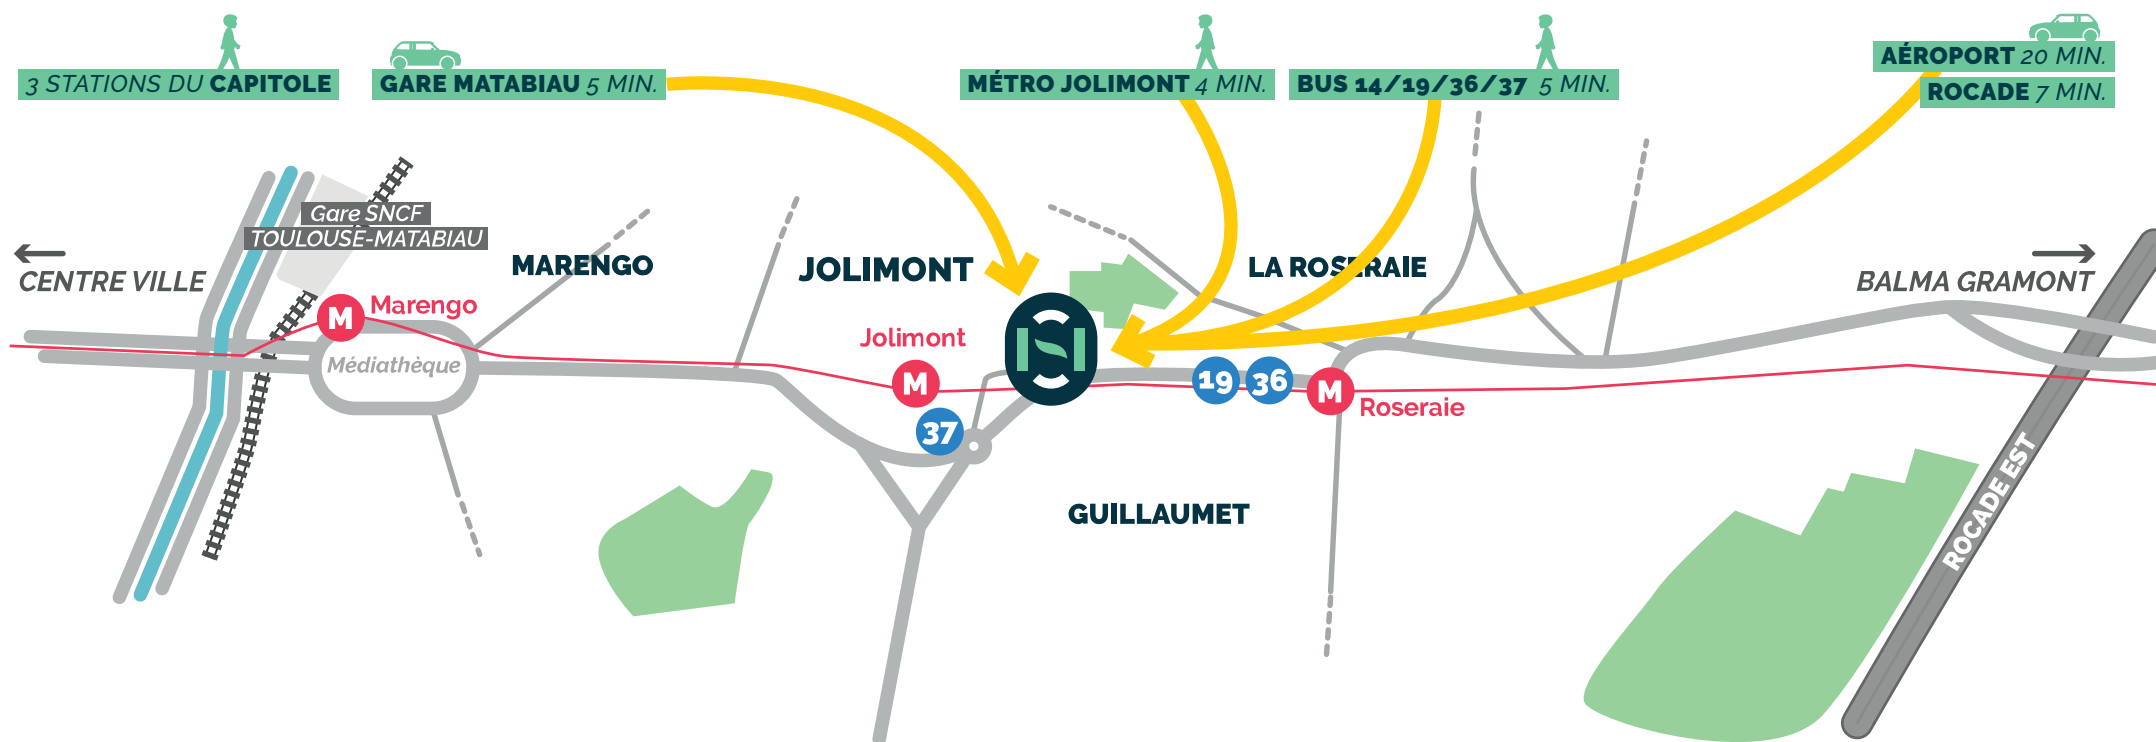 3 STATIONS DU CAPITOLE
GARE MATABIAU 5 MIN.
MÉTRO JOLIMONT 4 MIN.
BUS 14/19/36/37 5 MIN.
AÉROPORT 20 MIN.
ROCADE 7 MIN.
Gare SNCF
TOULOUSE-MATABIAU
CENTRE VILLE
MARENGO
JOLIMONT
LA ROSERAIE
BALMA GRAMONT
M Marengo
Médiathèque
Jolimont
M
37
19
36
M
Roseraie
GUILLAUMET
ROCADE EST